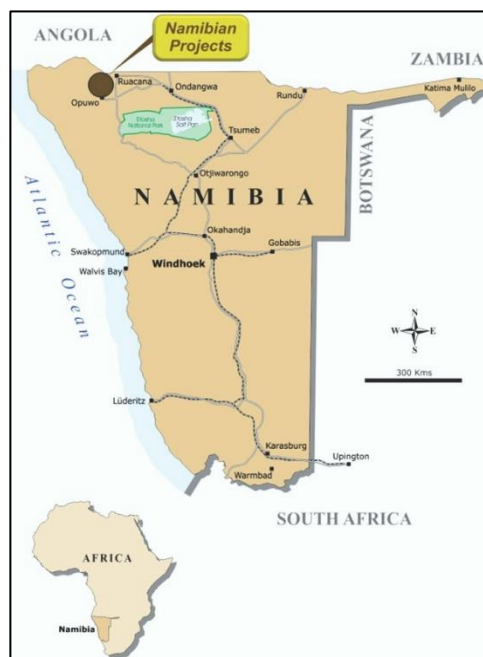 ANGOLA
Namibian
Projects
ZAMBIA
Ruacana
Ondangwa
Rundu
Katima Mulilo
Opuwo
Etosha
National Park
Etosha
Salt Pan
Tsumeb
Otjiwarongo
NAMIBIA
BOTSWANA
Atlantic Ocean
Okahandja
Swakopmund
Gobabis
Windhoek
Walvis Bay
N
W
E
S
300 Kms
Lüderitz
Karasburg
Upington
Warmbad
SOUTH AFRICA
AFRICA
Namibia